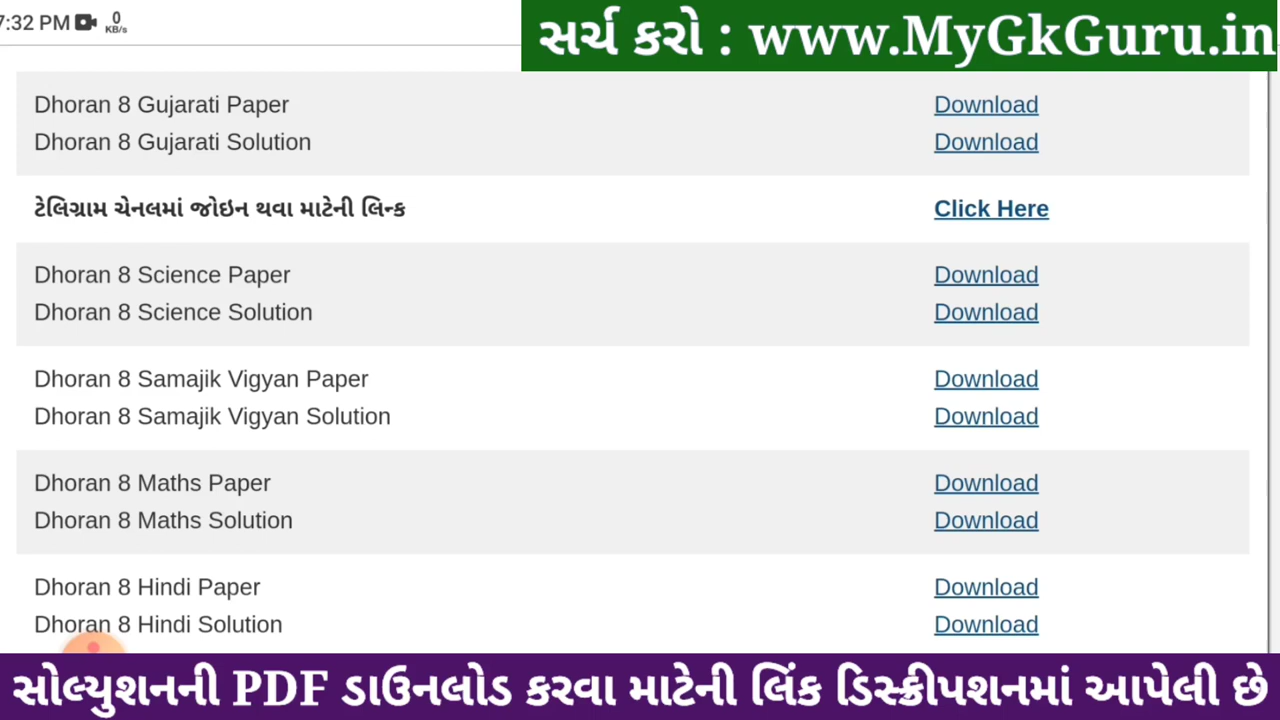 7:32 PM 0 KB/s
સર્ચ કરો : www.MyGkGuru.in
Dhoran 8 Gujarati Paper Download
Dhoran 8 Gujarati Solution Download
ટેલિગ્રામ ચેનલમાં જોઇન થવા માટેની લિન્ક Click Here
Dhoran 8 Science Paper Download
Dhoran 8 Science Solution Download
Dhoran 8 Samajik Vigyan Paper Download
Dhoran 8 Samajik Vigyan Solution Download
Dhoran 8 Maths Paper Download
Dhoran 8 Maths Solution Download
Dhoran 8 Hindi Paper Download
Dhoran 8 Hindi Solution Download
સોલ્યુશનની PDF ડાઉનલોડ કરવા માટેની લિંક ડિસ્ક્રીપશનમાં આપેલી છે